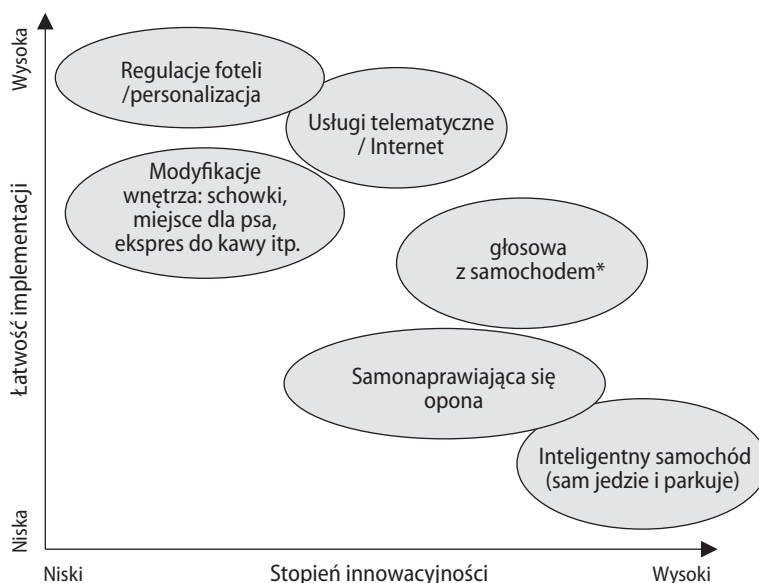 Wysoka
Łatwość implementacji
Niska
Regulacje foteli
/personalizacja
Usługi telematyczne
/ Internet
Modyfikacje
wnętrza: schowki,
miejsce dla psa,
ekspres do kawy itp.
głosowa
z samochodem*
Samonaprawiająca się
opona
Inteligentny samochód
(sam jedzie i parkuje)
Niski
Stopień innowacyjności
Wysoki